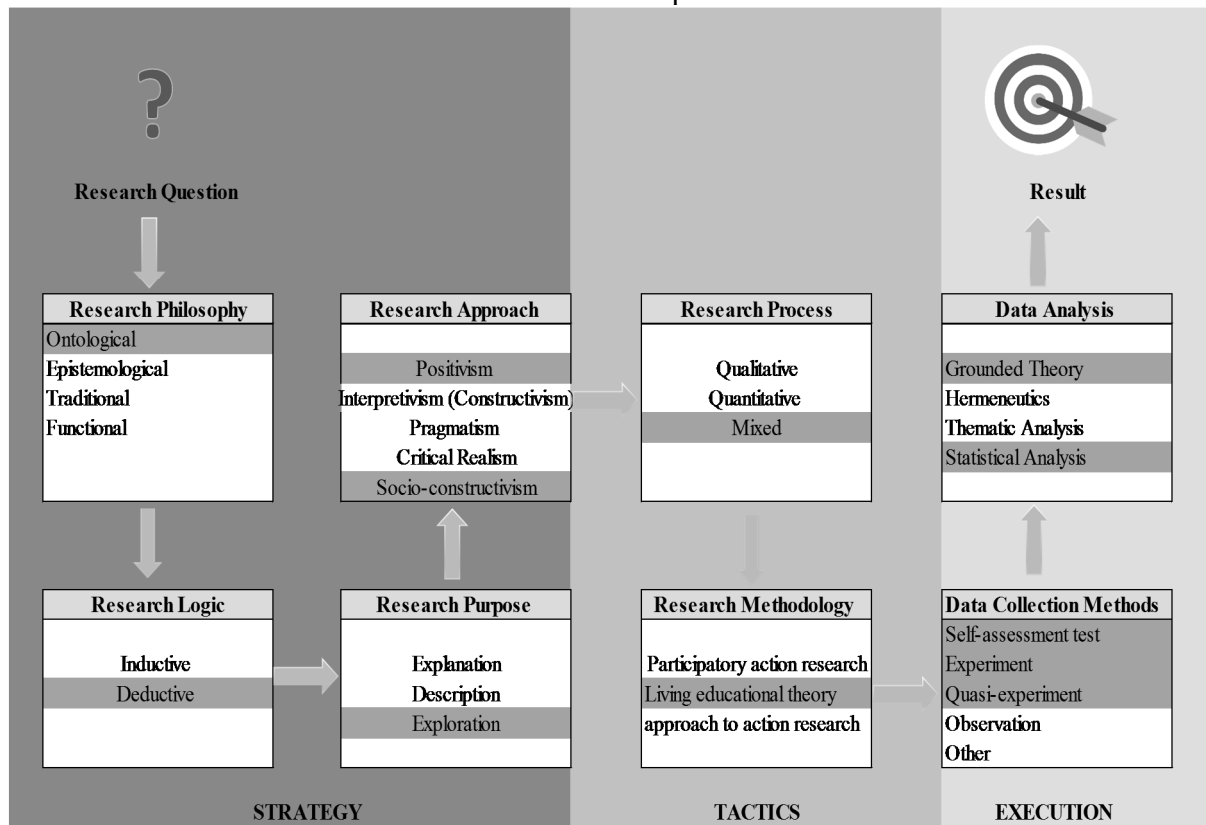 ?
Research Question
Result
Research Philosophy
Ontological
Epistemological
Traditional
Functional
Research Approach
Positivism
Interpretivism (Constructivism)
Pragmatism
Critical Realism
Socio-constructivism
Research Process
Qualitative
Quantitative
Mixed
Data Analysis
Grounded Theory
Hermeneutics
Thematic Analysis
Statistical Analysis
Research Logic
Inductive
Deductive
Research Purpose
Explanation
Description
Exploration
Research Methodology
Participatory action research
Living educational theory
approach to action research
Data Collection Methods
Self-assessment test
Experiment
Quasi-experiment
Observation
Other
STRATEGY
TACTICS
EXECUTION